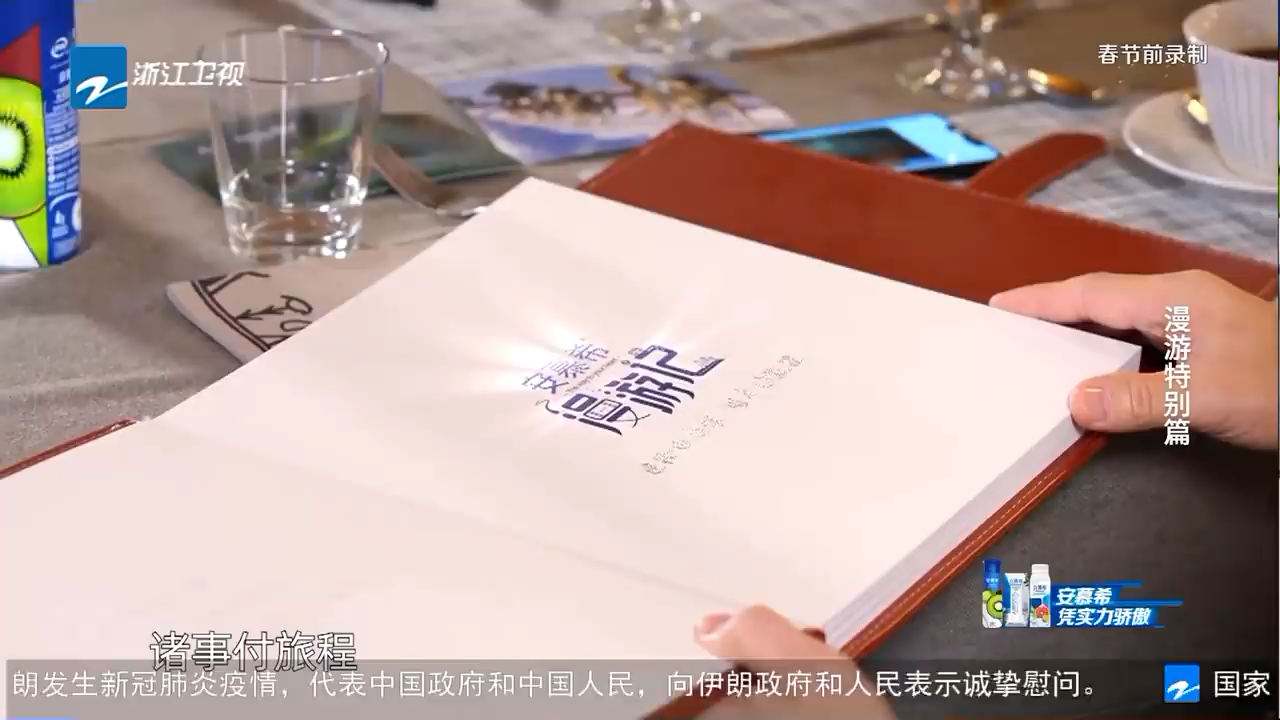 浙江卫视
春节前录制
安慕希
漫游记
漫游特别篇
安慕希
凭实力骄傲
诸事付旅程
朗发生新冠肺炎疫情，代表中国政府和中国人民，向伊朗政府和人民表示诚挚慰问。
国家